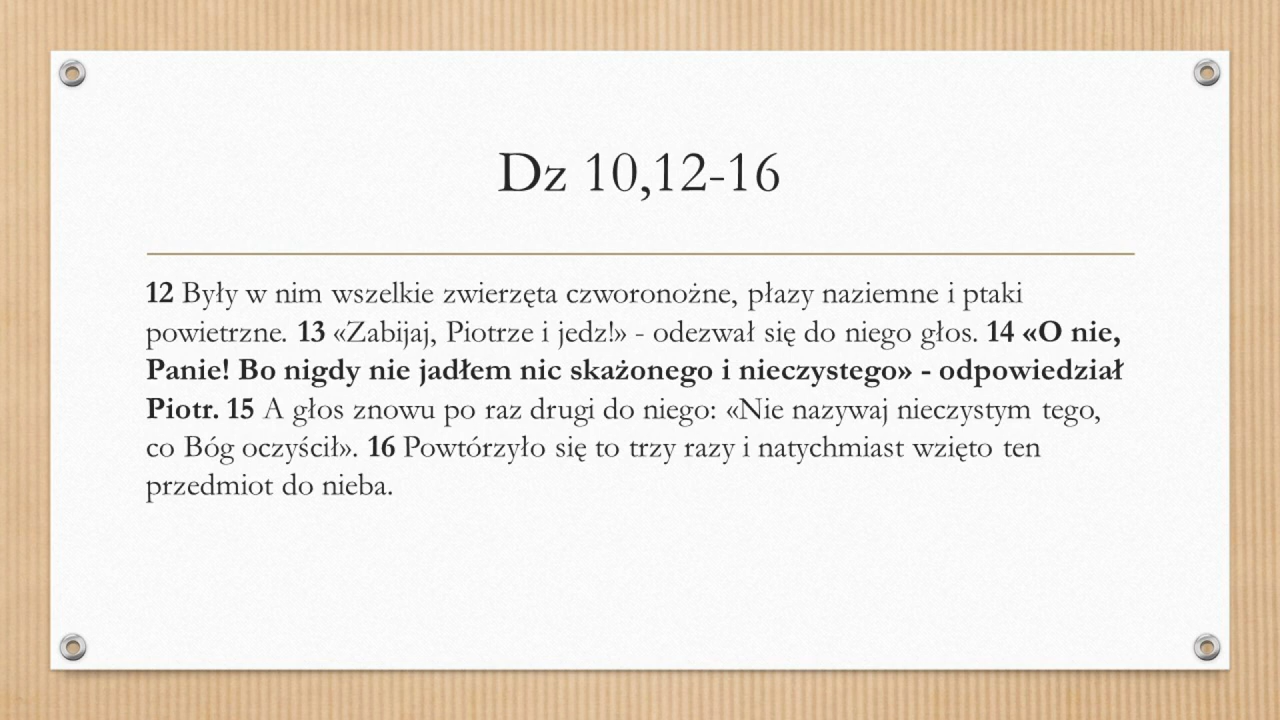 Dz 10,12-16
12 Były w nim wszelkie zwierzęta czworonożne, płazy naziemne i ptaki
powietrzne. 13 «Zabijaj, Piotrze i jedz!» - odezwał się do niego głos. 14 «O nie,
Panie! Bo nigdy nie jadłem nic skażonego i nieczystego» - odpowiedział
Piotr. 15 A głos znowu po raz drugi do niego: «Nie nazywaj nieczystym tego,
co Bóg oczyścił». 16 Powtórzyło się to trzy razy i natychmiast wzięto ten
przedmiot do nieba.